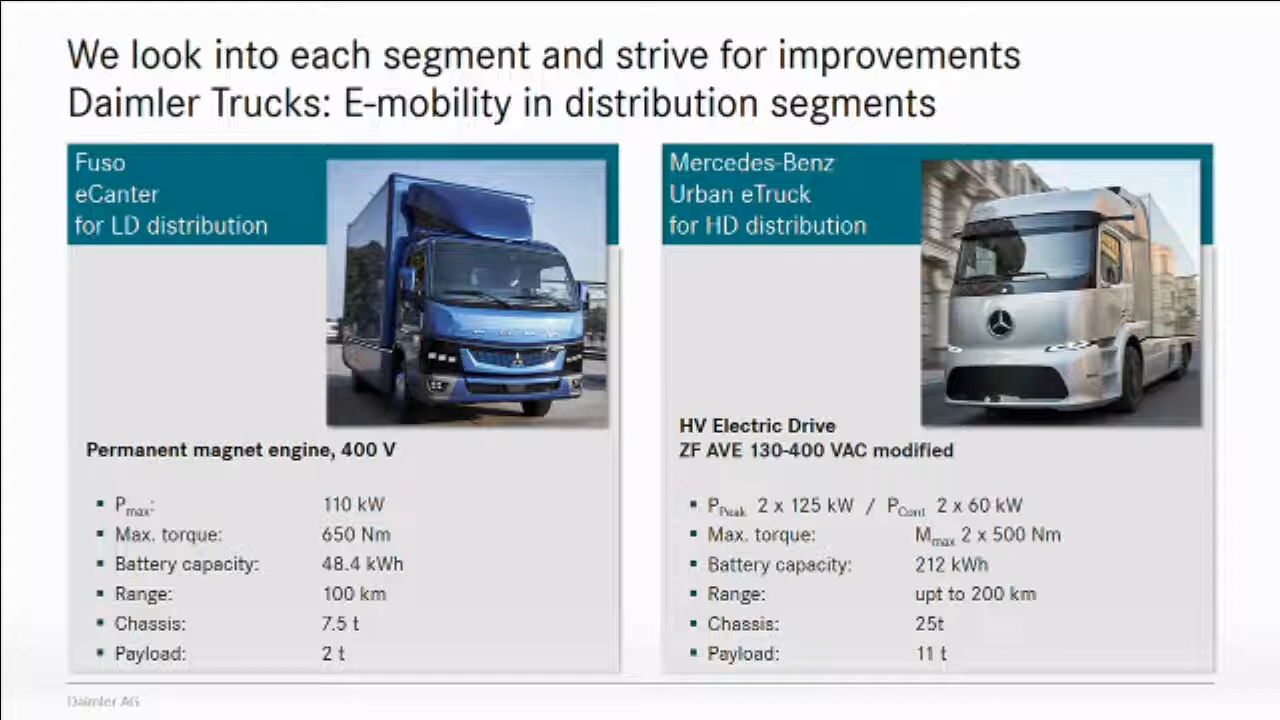 We look into each segment and strive for improvements
Daimler Trucks: E-mobility in distribution segments
Fuso
eCanter
for LD distribution
Permanent magnet engine, 400 V
▪ Pmax: 110 kW
▪ Max. torque: 650 Nm
▪ Battery capacity: 48.4 kWh
▪ Range: 100 km
▪ Chassis: 7.5 t
▪ Payload: 2 t
Mercedes-Benz
Urban eTruck
for HD distribution
HV Electric Drive
ZF AVE 130-400 VAC modified
▪ PPeak 2 x 125 kW / PCont 2 x 60 kW
▪ Max. torque: Mmax 2 x 500 Nm
▪ Battery capacity: 212 kWh
▪ Range: upt to 200 km
▪ Chassis: 25t
▪ Payload: 11 t
Daimler AG